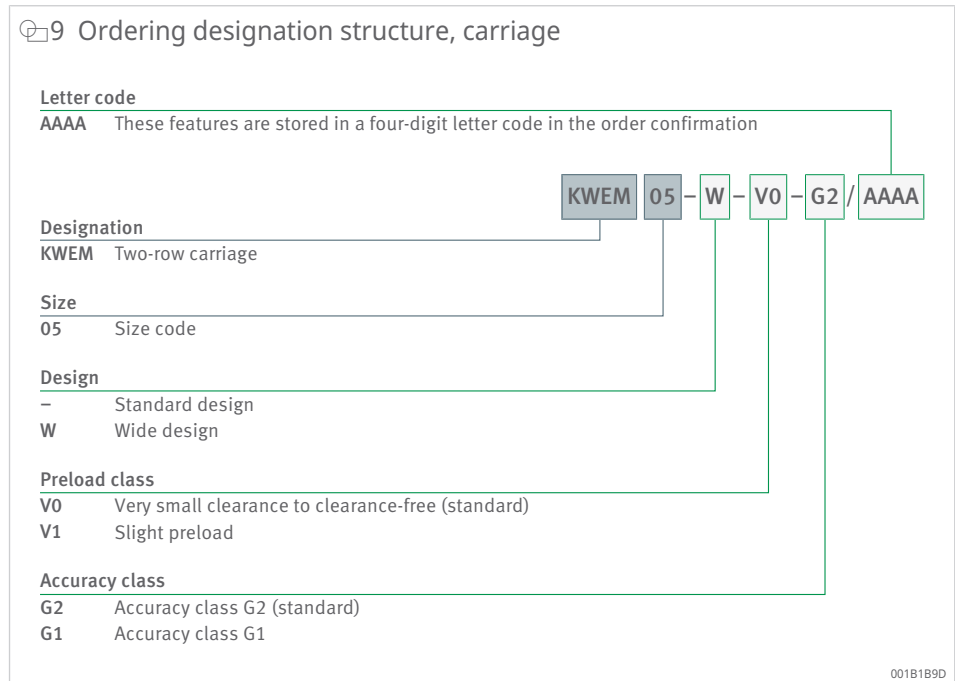 9 Ordering designation structure, carriage
Letter code
AAAA These features are stored in a four-digit letter code in the order confirmation
KWEM 05 – W – V0 – G2 / AAAA
Designation
KWEM Two-row carriage
Size
05 Size code
Design
– Standard design
W Wide design
Preload class
V0 Very small clearance to clearance-free (standard)
V1 Slight preload
Accuracy class
G2 Accuracy class G2 (standard)
G1 Accuracy class G1
001B1B9D